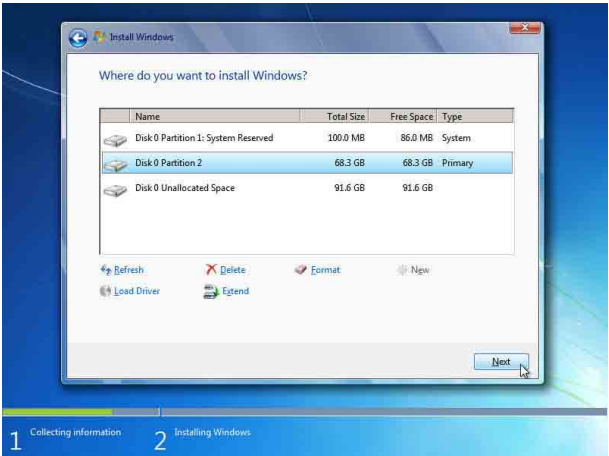 Install Windows
Where do you want to install Windows?
Name Total Size Free Space Type
Disk 0 Partition 1: System Reserved 100.0 MB 86.0 MB System
Disk 0 Partition 2 68.3 GB 68.3 GB Primary
Disk 0 Unallocated Space 91.6 GB 91.6 GB
Refresh Delete Format New
Load Driver Extend
Next
1 Collecting information 2 Installing Windows